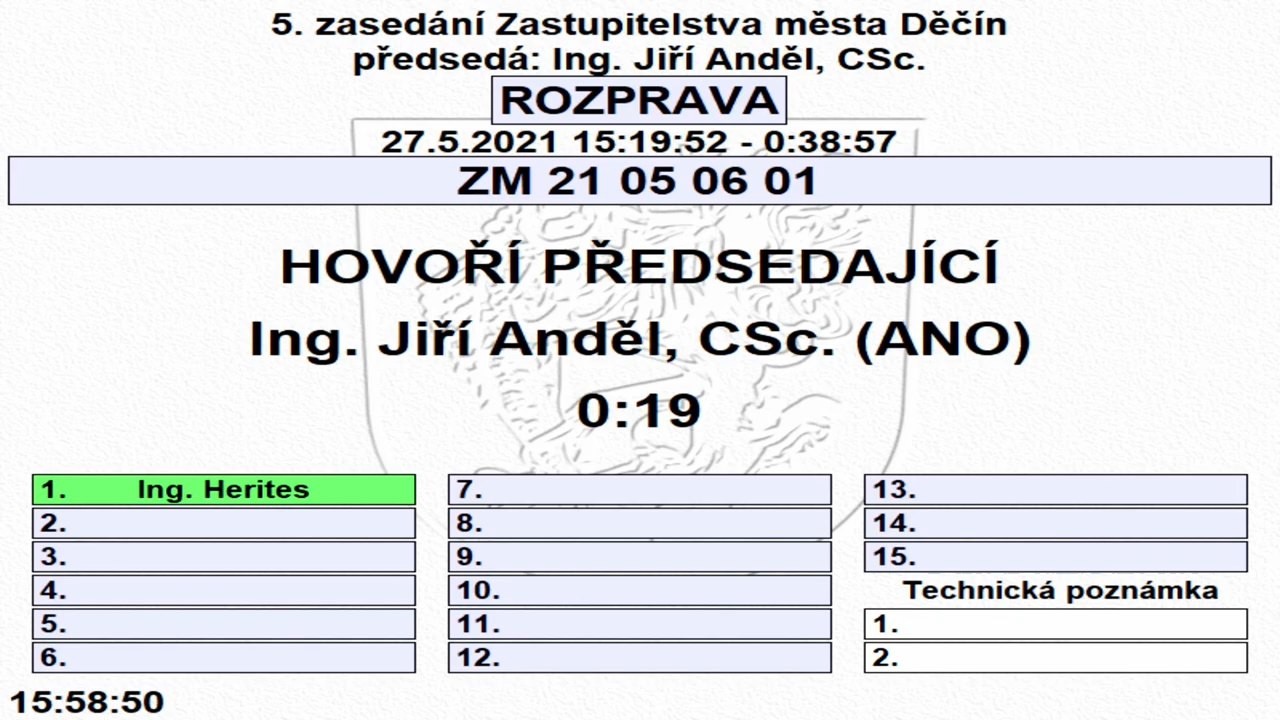 5. zasedání Zastupitelstva města Děčín
předsedá: Ing. Jiří Anděl, CSc.
ROZPRAVA
27.5.2021 15:19:52 - 0:38:57
ZM 21 05 06 01
HOVOŘÍ PŘEDSEDAJÍCÍ
Ing. Jiří Anděl, CSc. (ANO)
0:19
1. Ing. Herites
2.
3.
4.
5.
6.
7.
8.
9.
10.
11.
12.
13.
14.
15.
Technická poznámka
1.
2.
15:58:50